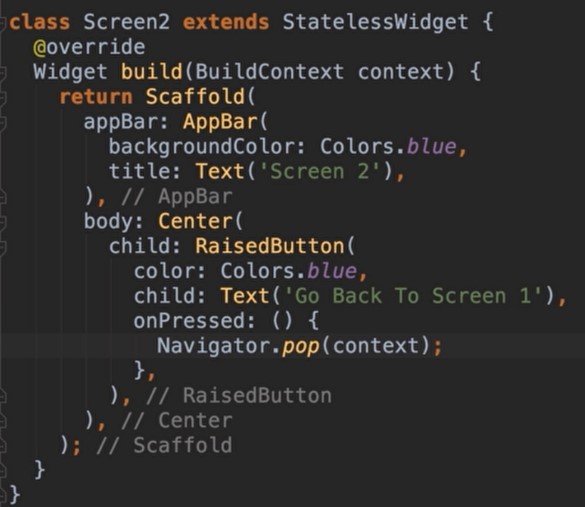 class Screen2 extends StatelessWidget {
  @override
  Widget build(BuildContext context) {
    return Scaffold(
      appBar: AppBar(
        backgroundColor: Colors.blue,
        title: Text('Screen 2'),
      ), // AppBar
      body: Center(
        child: RaisedButton(
          color: Colors.blue,
          child: Text('Go Back To Screen 1'),
          onPressed: () {
            Navigator.pop(context);
          },
        ), // RaisedButton
      ), // Center
    ); // Scaffold
  }
}